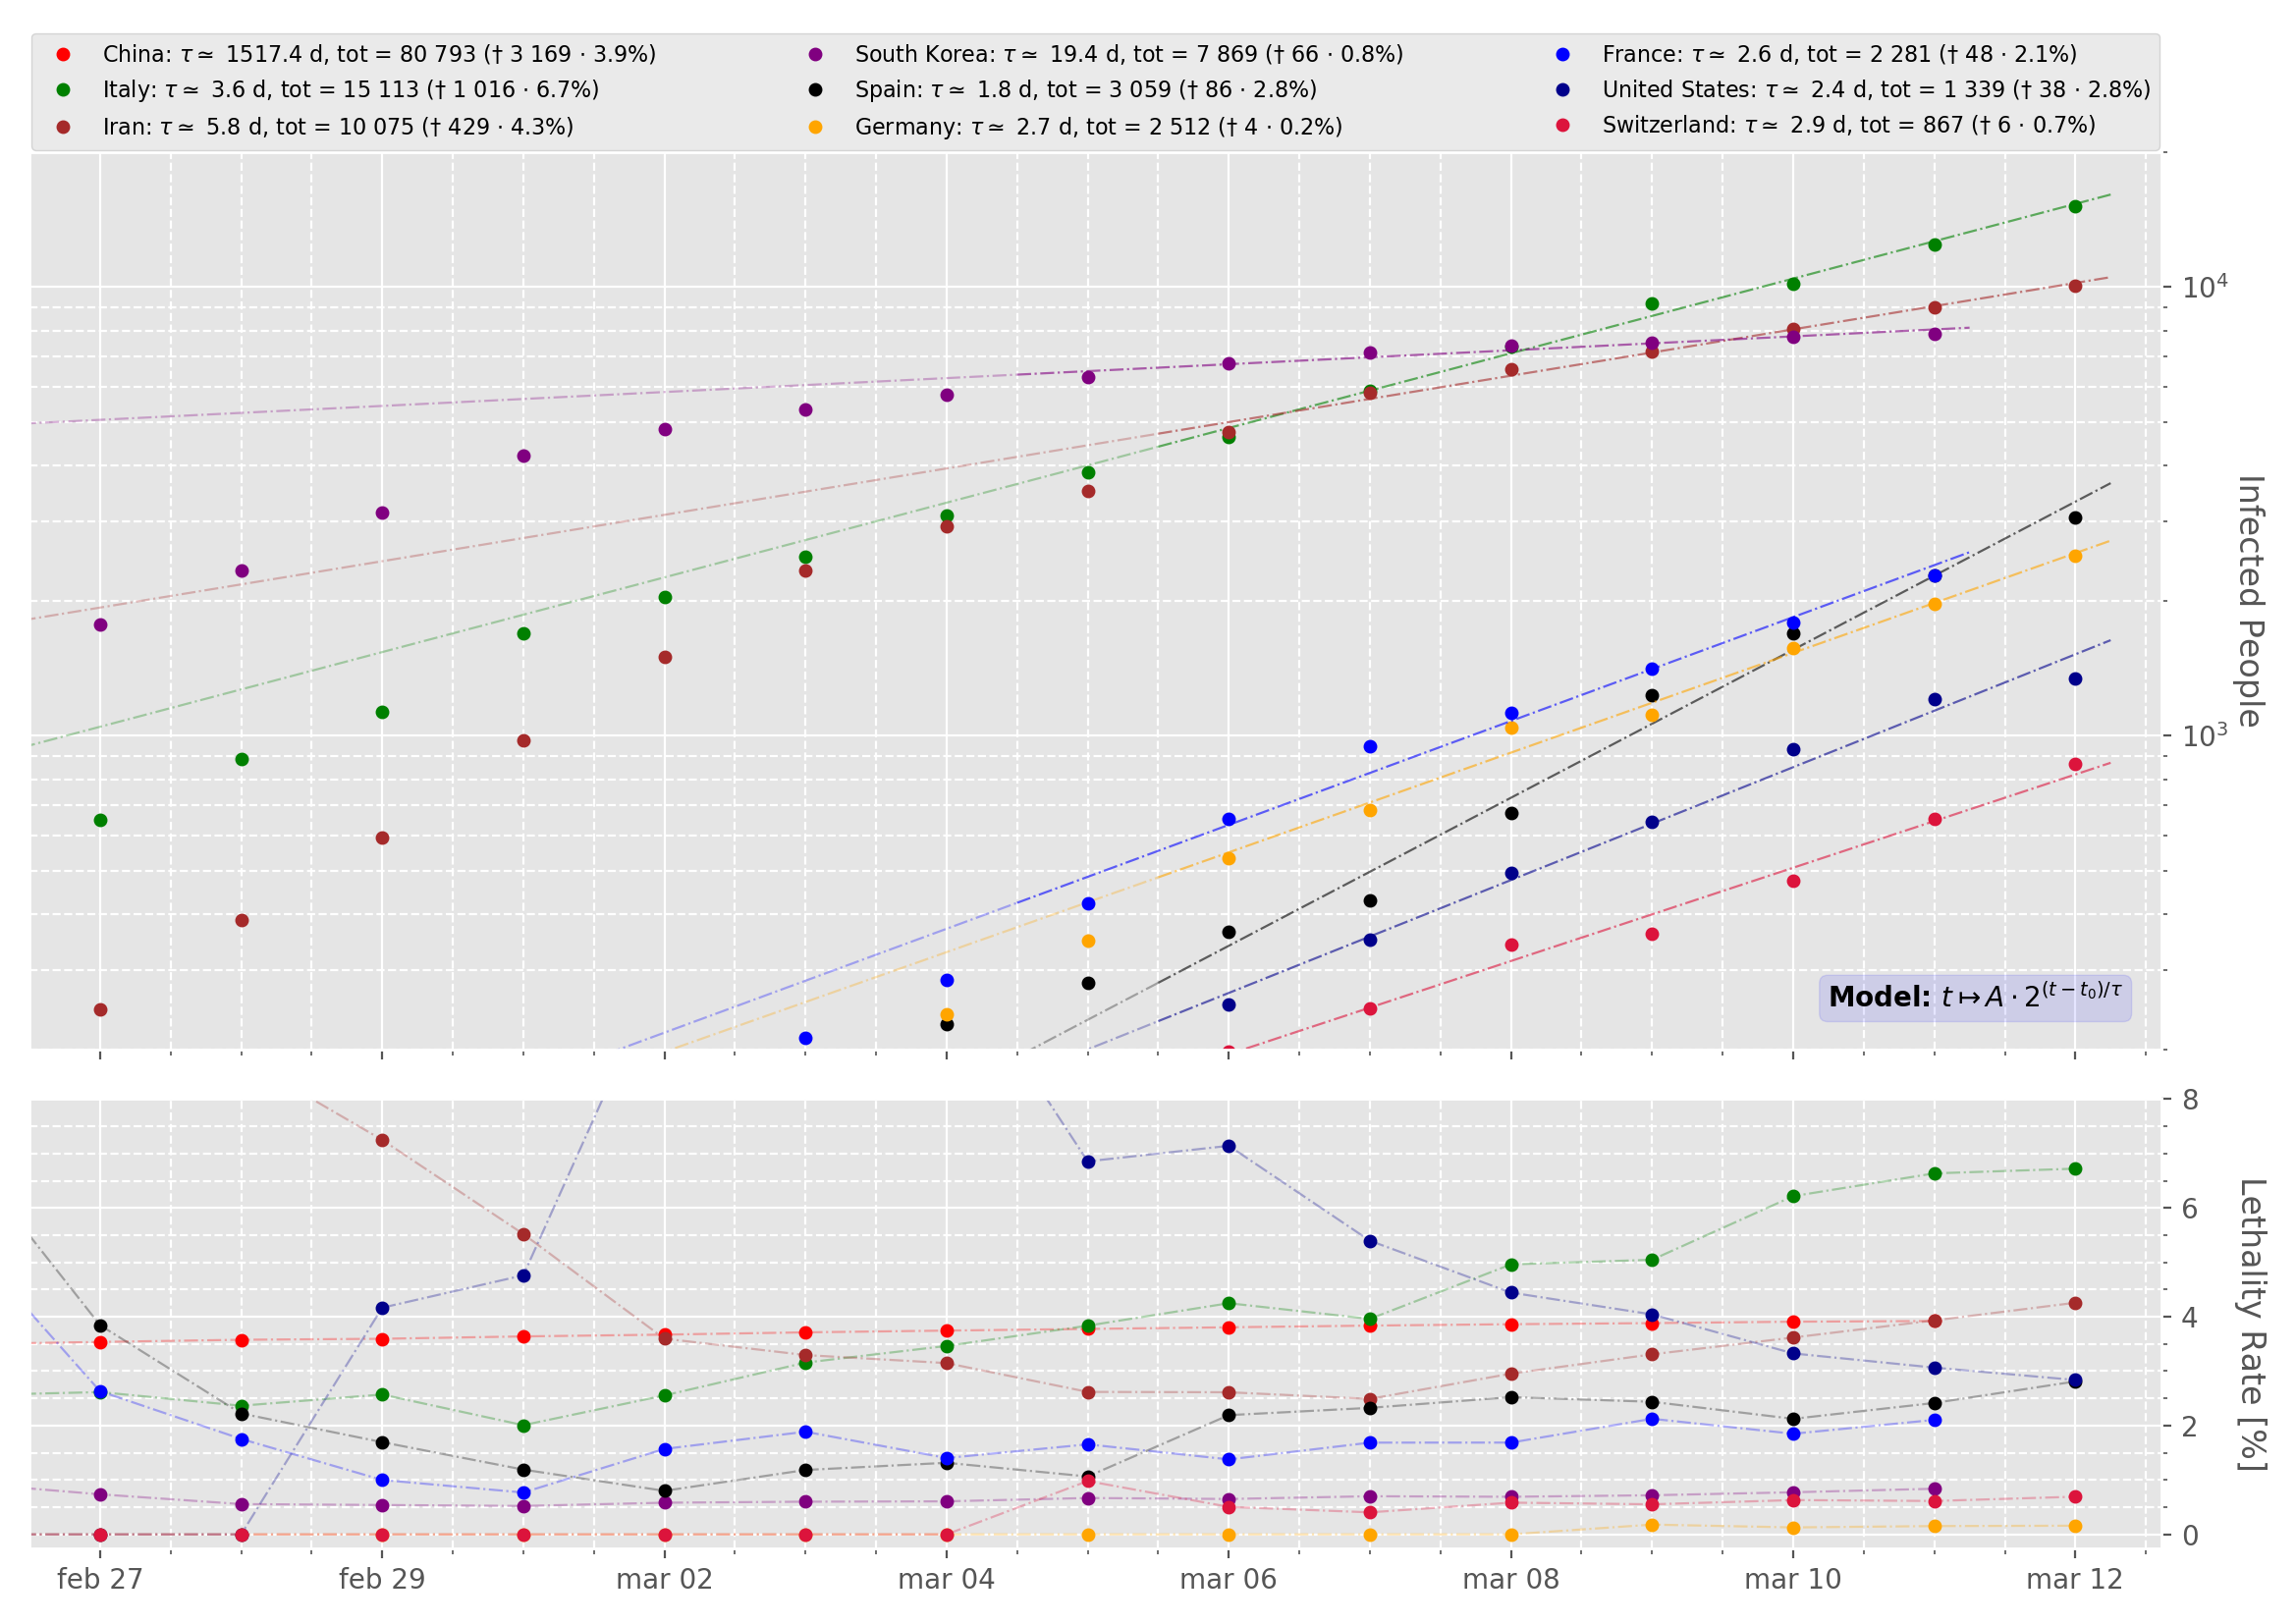 China: τ ≃ 1517.4 d, tot = 80 793 († 3 169 · 3.9%)
Italy: τ ≃ 3.6 d, tot = 15 113 († 1 016 · 6.7%)
Iran: τ ≃ 5.8 d, tot = 10 075 († 429 · 4.3%)
South Korea: τ ≃ 19.4 d, tot = 7 869 († 66 · 0.8%)
Spain: τ ≃ 1.8 d, tot = 3 059 († 86 · 2.8%)
Germany: τ ≃ 2.7 d, tot = 2 512 († 4 · 0.2%)
France: τ ≃ 2.6 d, tot = 2 281 († 48 · 2.1%)
United States: τ ≃ 2.4 d, tot = 1 339 († 38 · 2.8%)
Switzerland: τ ≃ 2.9 d, tot = 867 († 6 · 0.7%)
10⁴
10³
Infected People
Model: t ↦ A · 2^{(t − t₀)/τ}
8
6
4
2
0
Lethality Rate [%]
feb 27 feb 29 mar 02 mar 04 mar 06 mar 08 mar 10 mar 12